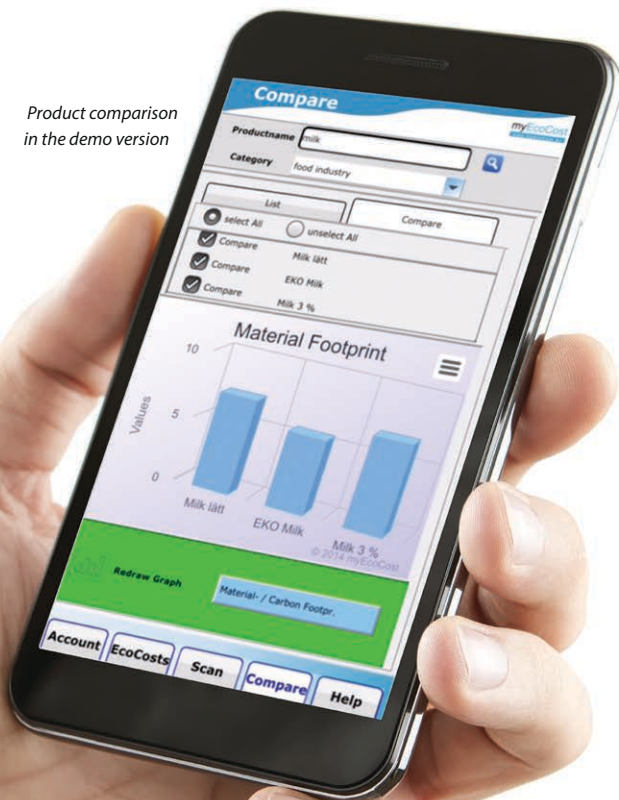 Product comparison
in the demo version
Compare
myEcoCost
Productname milk
Category food industry
List Compare
select All unselect All
Compare Milk lätt
Compare EKO Milk
Compare Milk 3 %
Material Footprint
10
Values
5
0
Milk lätt EKO Milk Milk 3 %
© 2014 myEcoCost
Redraw Graph Material- / Carbon Footpr.
Account EcoCosts Scan Compare Help